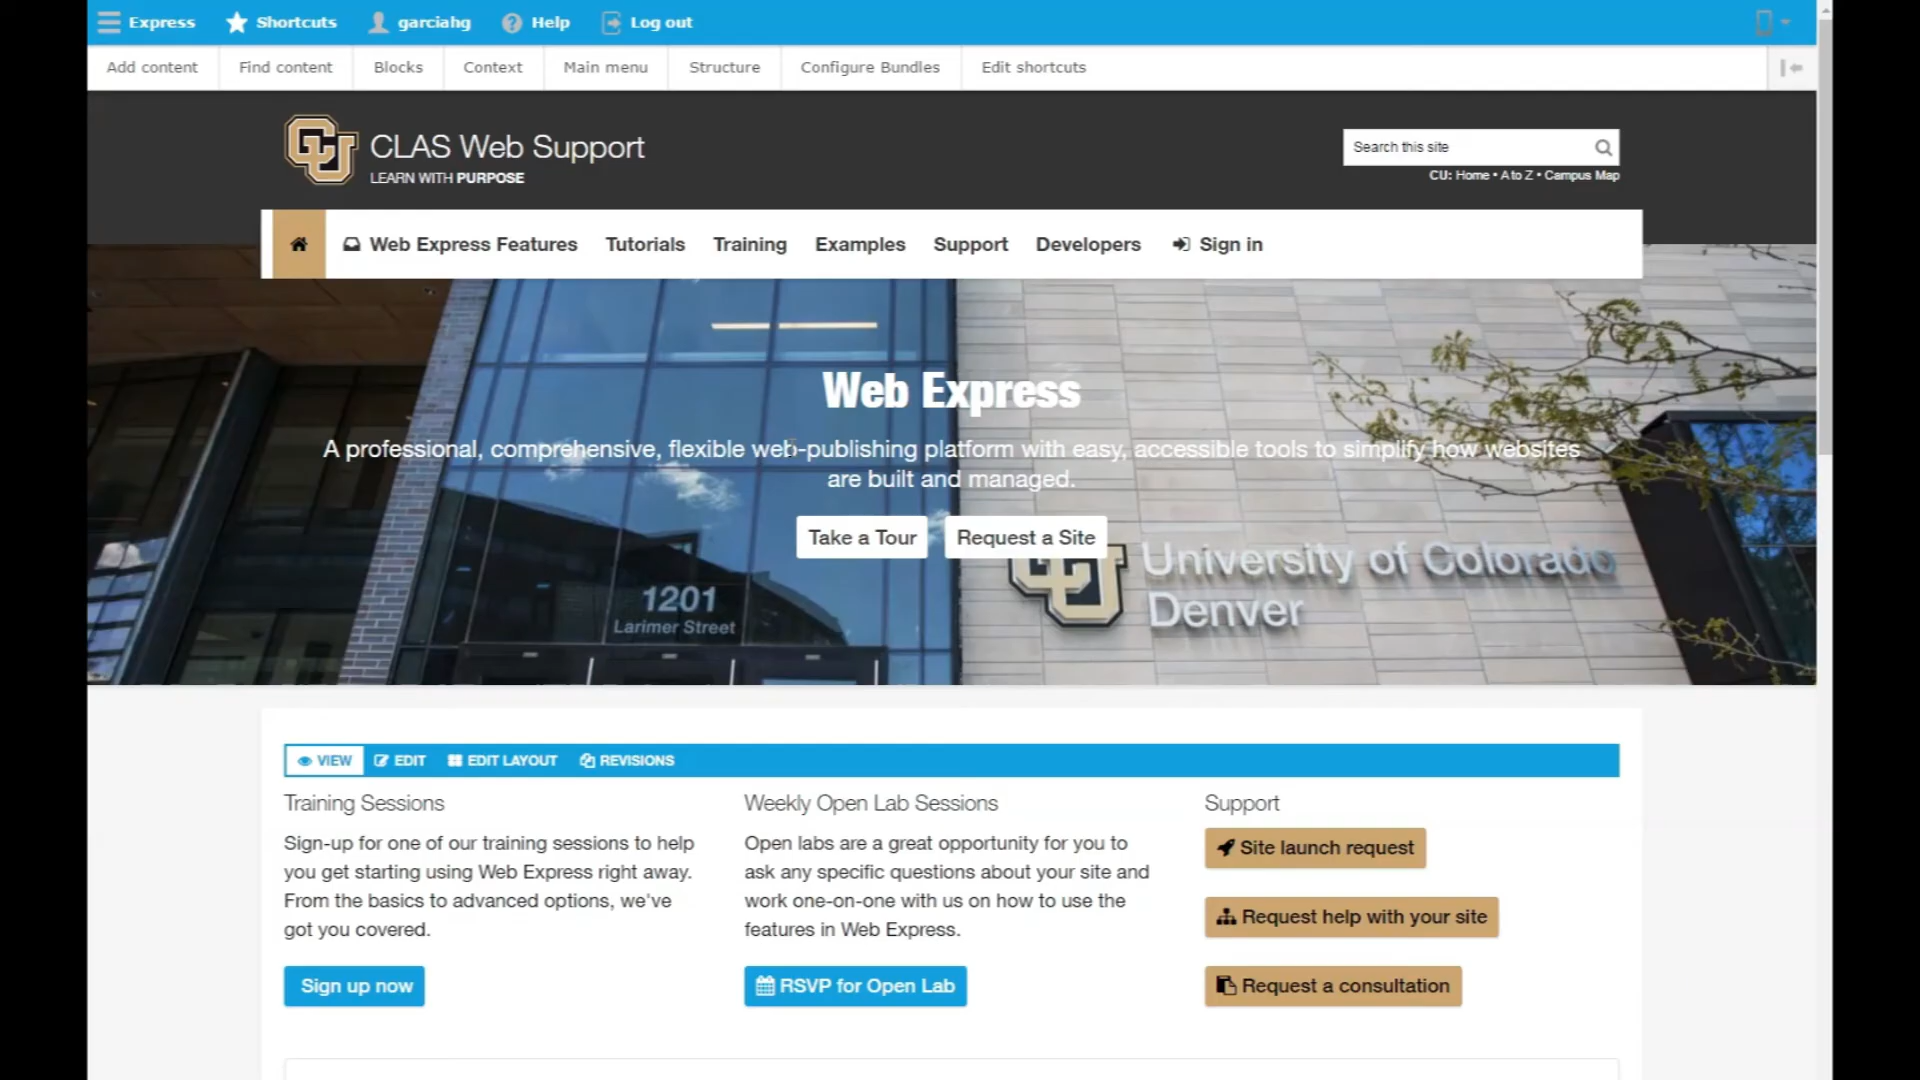 Express Shortcuts garciahg Help Log out
Add content Find content Blocks Context Main menu Structure Configure Bundles Edit shortcuts
CU CLAS Web Support
LEARN WITH PURPOSE
Search this site
CU: Home • A to Z • Campus Map
Web Express Features Tutorials Training Examples Support Developers Sign in
Web Express
A professional, comprehensive, flexible web-publishing platform with easy, accessible tools to simplify how websites
are built and managed.
Take a Tour Request a Site
CU University of Colorado
Denver
1201
Larimer Street
VIEW EDIT EDIT LAYOUT REVISIONS
Training Sessions
Sign-up for one of our training sessions to help
you get starting using Web Express right away.
From the basics to advanced options, we've
got you covered.
Sign up now
Weekly Open Lab Sessions
Open labs are a great opportunity for you to
ask any specific questions about your site and
work one-on-one with us on how to use the
features in Web Express.
RSVP for Open Lab
Support
Site launch request
Request help with your site
Request a consultation